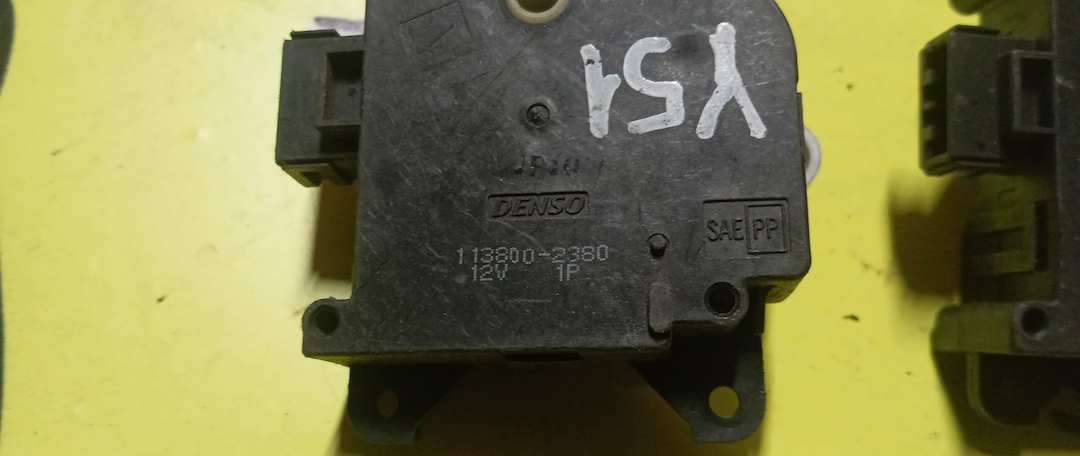 Y51
DENSO
SAE PP
113800-2380
12V 1P